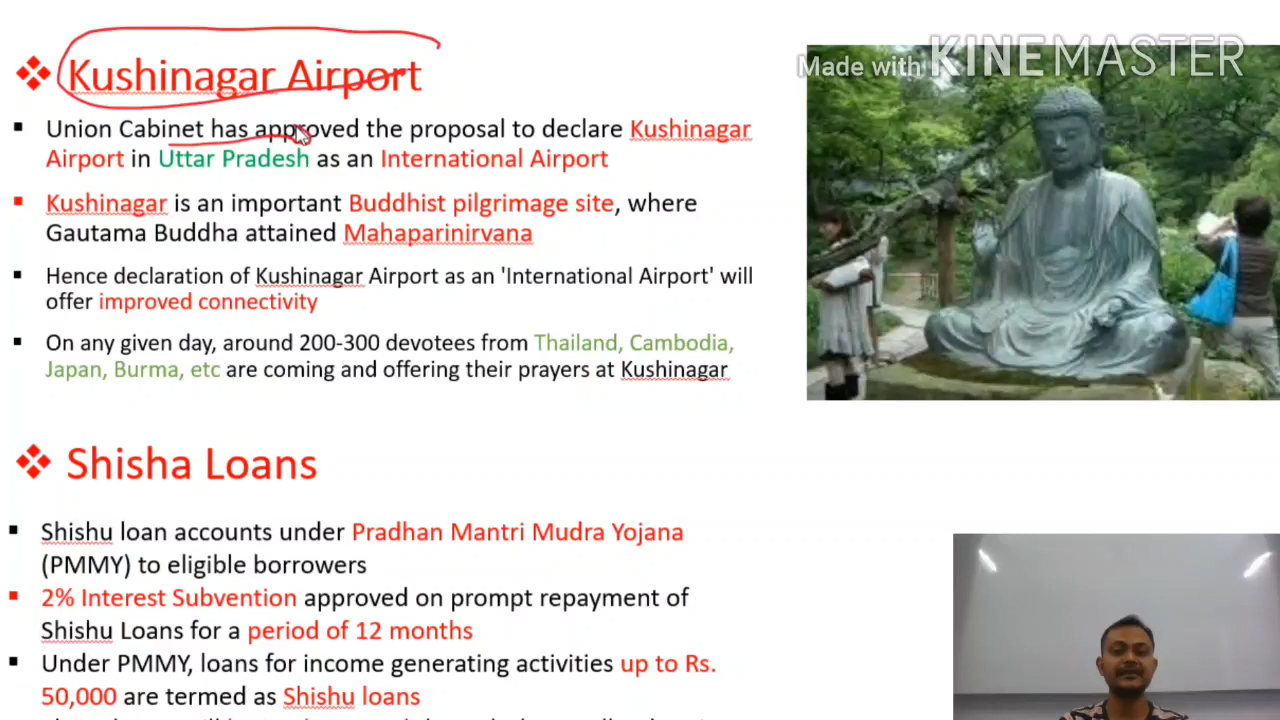 Made with KINEMASTER
❖ Kushinagar Airport
▪ Union Cabinet has approved the proposal to declare Kushinagar
Airport in Uttar Pradesh as an International Airport
▪ Kushinagar is an important Buddhist pilgrimage site, where
Gautama Buddha attained Mahaparinirvana
▪ Hence declaration of Kushinagar Airport as an 'International Airport' will
offer improved connectivity
▪ On any given day, around 200-300 devotees from Thailand, Cambodia,
Japan, Burma, etc are coming and offering their prayers at Kushinagar
❖ Shisha Loans
▪ Shishu loan accounts under Pradhan Mantri Mudra Yojana
(PMMY) to eligible borrowers
▪ 2% Interest Subvention approved on prompt repayment of
Shishu Loans for a period of 12 months
▪ Under PMMY, loans for income generating activities up to Rs.
50,000 are termed as Shishu loans